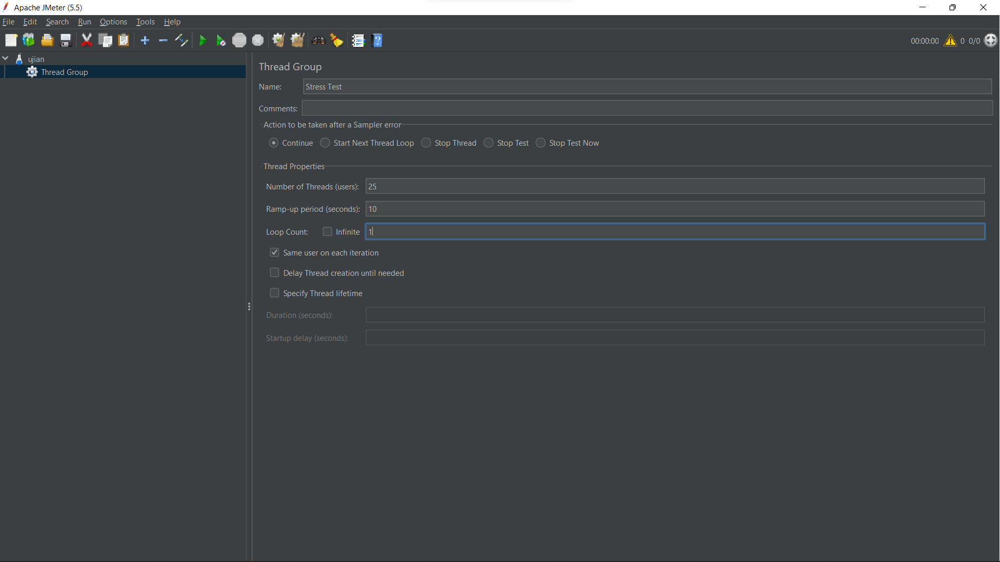 Apache JMeter (5.5)
File Edit Search Run Options Tools Help
STOP ? 00:00:00 0 0/0
ujian
Thread Group
Thread Group
Name: Stress Test
Comments:
Action to be taken after a Sampler error
Continue Start Next Thread Loop Stop Thread Stop Test Stop Test Now
Thread Properties
Number of Threads (users): 25
Ramp-up period (seconds): 10
Loop Count: Infinite 1
Same user on each iteration
Delay Thread creation until needed
Specify Thread lifetime
Duration (seconds):
Startup delay (seconds):